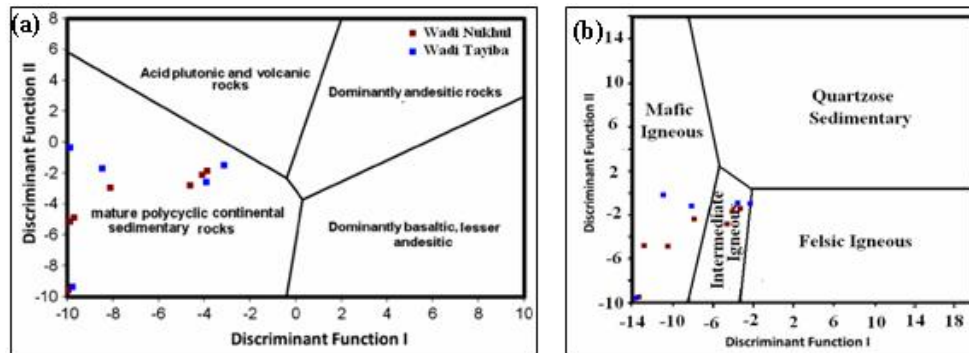 (a)
8
6
4
2
0
-2
-4
-6
-8
-10
Discriminant Function II
Wadi Nukhul
Wadi Tayiba
Acid plutonic and volcanic
rocks
Dominantly andesitic rocks
mature polycyclic continental
sedimentary rocks
Dominantly basaltic, lesser
andesitic
-10 -8 -6 -4 -2 0 2 4 6 8 10
Discriminant Function I
(b)
14
10
6
2
-2
-6
-10
Discriminant Function II
Mafic
Igneous
Quartzose
Sedimentary
Intermediate
Igneous
Felsic Igneous
-14 -10 -6 -2 2 6 10 14 18
Discriminant Function I